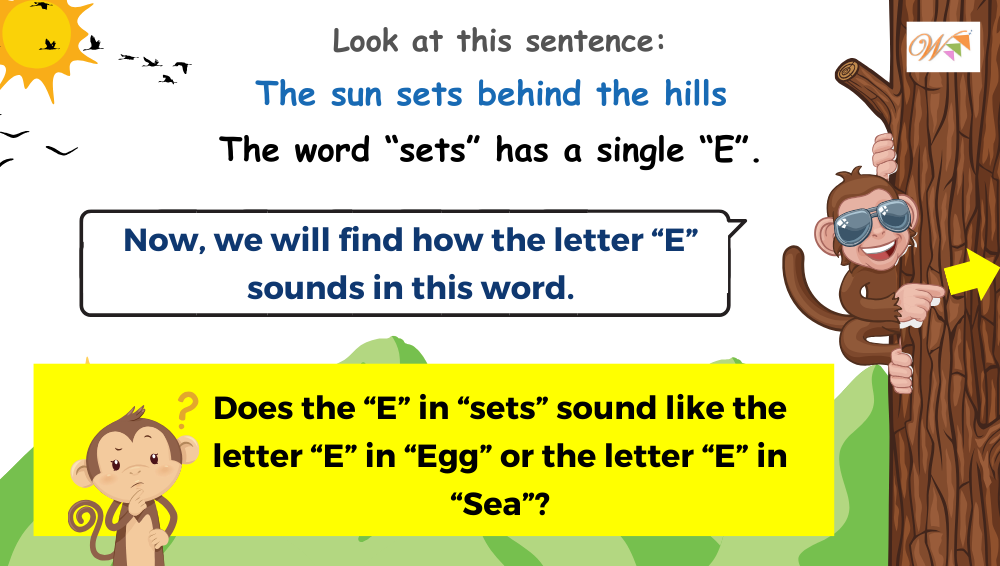 Look at this sentence:
The sun sets behind the hills
The word “sets” has a single “E”.
Now, we will find how the letter “E”
sounds in this word.
?
Does the “E” in “sets” sound like the
letter “E” in “Egg” or the letter “E” in
“Sea”?
W